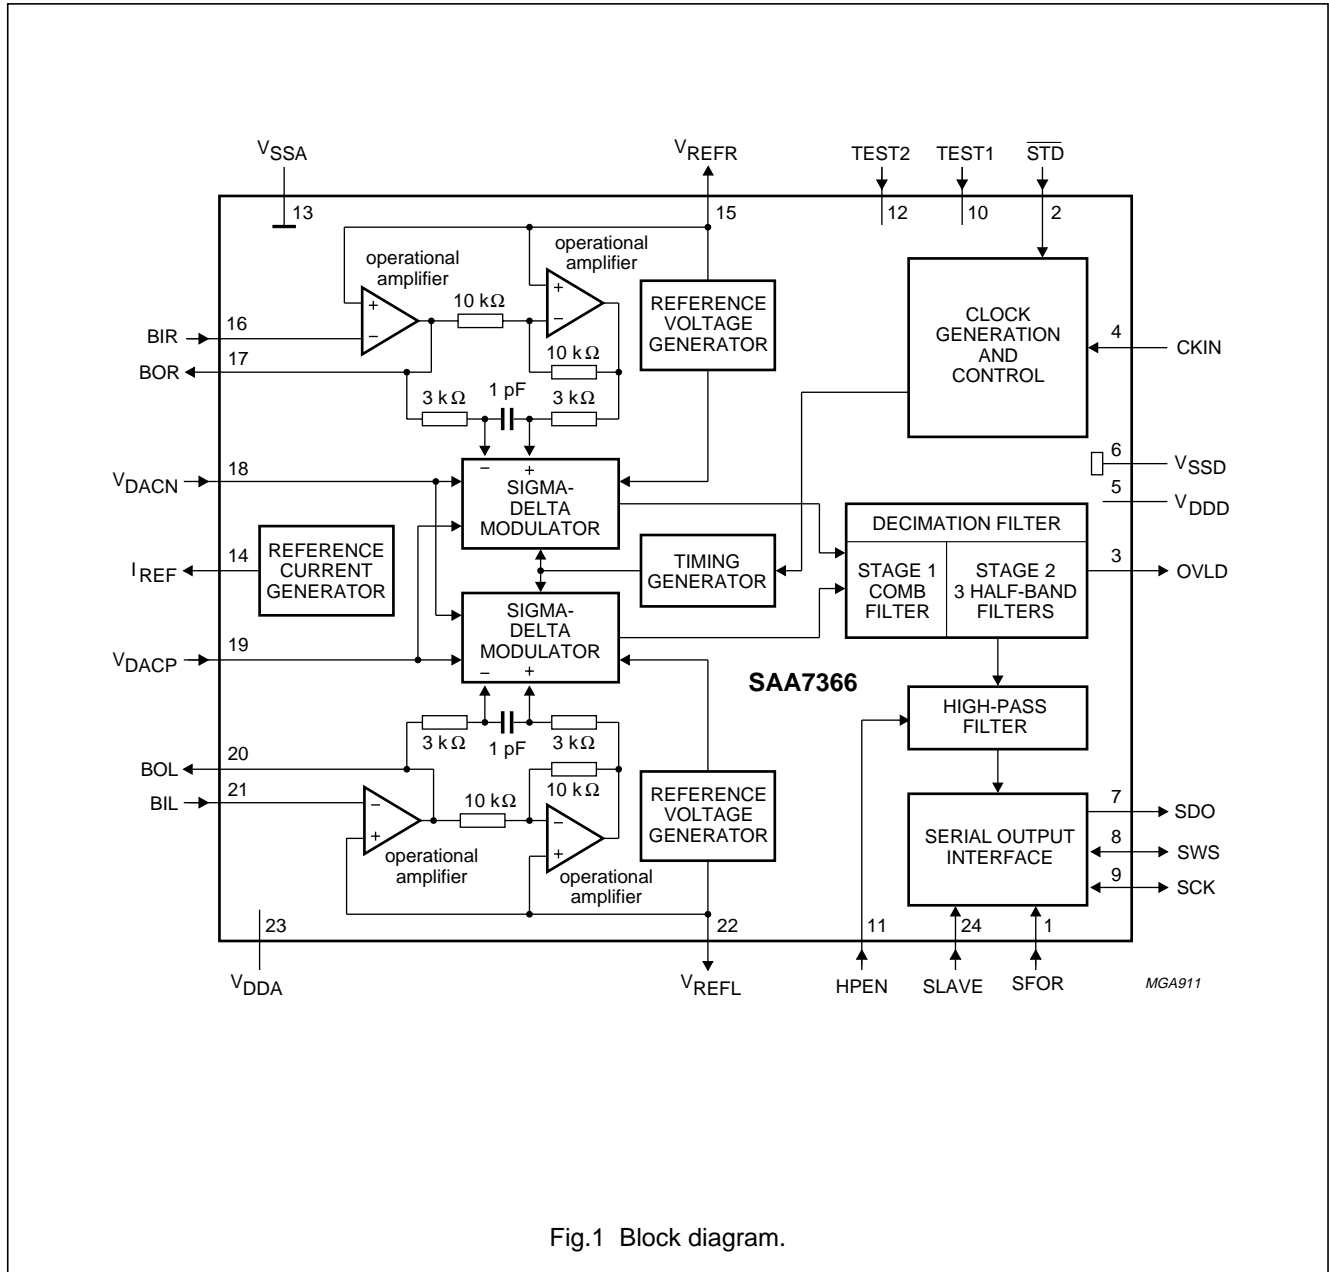 VSSA
VREFR
TEST2
TEST1
STD
13
15
12
10
2
operational
amplifier
operational
amplifier
+
−
+
−
10 kΩ
10 kΩ
REFERENCE
VOLTAGE
GENERATOR
CLOCK
GENERATION
AND
CONTROL
BIR
16
4
CKIN
BOR
17
3 kΩ
1 pF
3 kΩ
6
VSSD
5
VDDD
VDACN
18
− +
SIGMA-
DELTA
MODULATOR
DECIMATION FILTER
STAGE 1
COMB
FILTER
STAGE 2
3 HALF-BAND
FILTERS
3
OVLD
IREF
14
REFERENCE
CURRENT
GENERATOR
TIMING
GENERATOR
SIGMA-
DELTA
MODULATOR
− +
VDACP
19
SAA7366
HIGH-PASS
FILTER
3 kΩ
1 pF
3 kΩ
BOL
20
BIL
21
−
+
10 kΩ
10 kΩ
−
+
operational
amplifier
operational
amplifier
REFERENCE
VOLTAGE
GENERATOR
SERIAL OUTPUT
INTERFACE
7
SDO
8
SWS
9
SCK
23
22
11
24
1
VDDA
VREFL
HPEN
SLAVE
SFOR
MGA911
Fig.1 Block diagram.